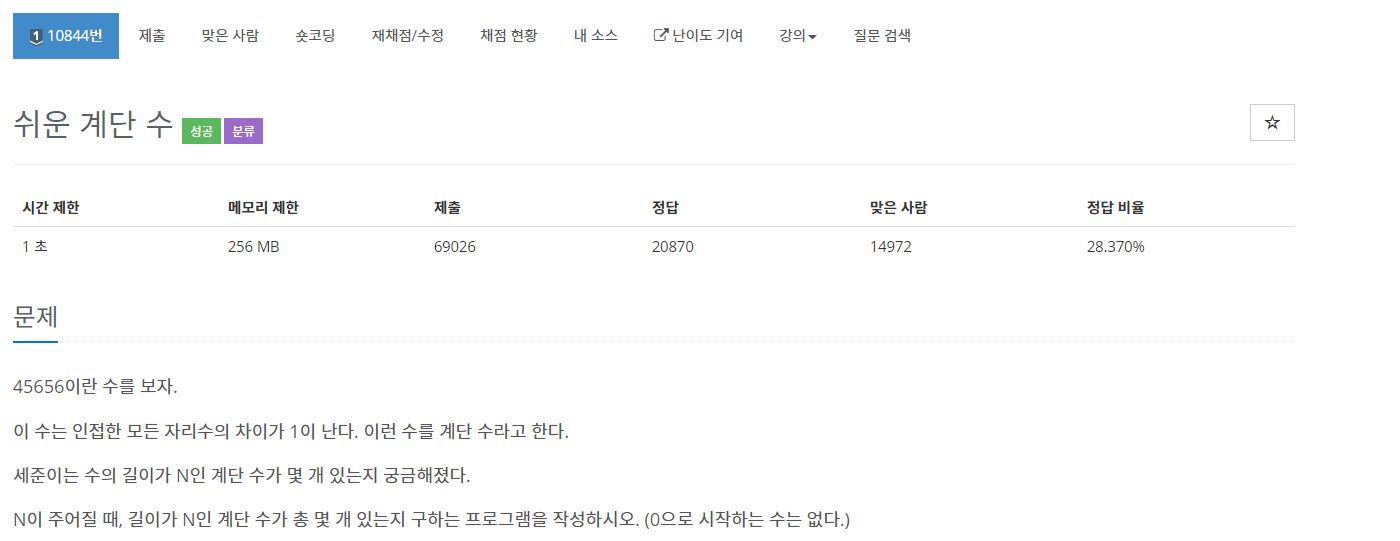 1 10844번 제출 맞은 사람 숏코딩 재채점/수정 채점 현황 내 소스 난이도 기여 강의 질문 검색
쉬운 계단 수 성공 분류
시간 제한 메모리 제한 제출 정답 맞은 사람 정답 비율
1 초 256 MB 69026 20870 14972 28.370%
문제
45656이란 수를 보자.
이 수는 인접한 모든 자리수의 차이가 1이 난다. 이런 수를 계단 수라고 한다.
세준이는 수의 길이가 N인 계단 수가 몇 개 있는지 궁금해졌다.
N이 주어질 때, 길이가 N인 계단 수가 총 몇 개 있는지 구하는 프로그램을 작성하시오. (0으로 시작하는 수는 없다.)